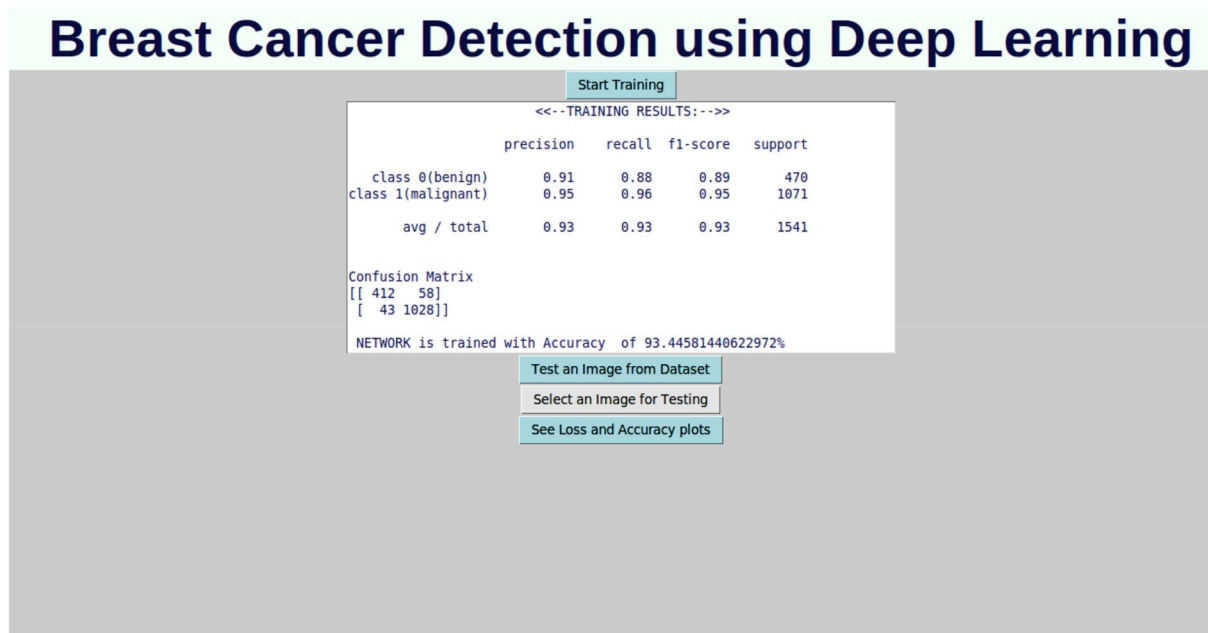 Breast Cancer Detection using Deep Learning
Start Training
<<--TRAINING RESULTS:-->>
precision recall f1-score support
class 0(benign) 0.91 0.88 0.89 470
class 1(malignant) 0.95 0.96 0.95 1071
avg / total 0.93 0.93 0.93 1541
Confusion Matrix
[[ 412 58]
[ 43 1028]]
NETWORK is trained with Accuracy of 93.44581440622972%
Test an Image from Dataset
Select an Image for Testing
See Loss and Accuracy plots